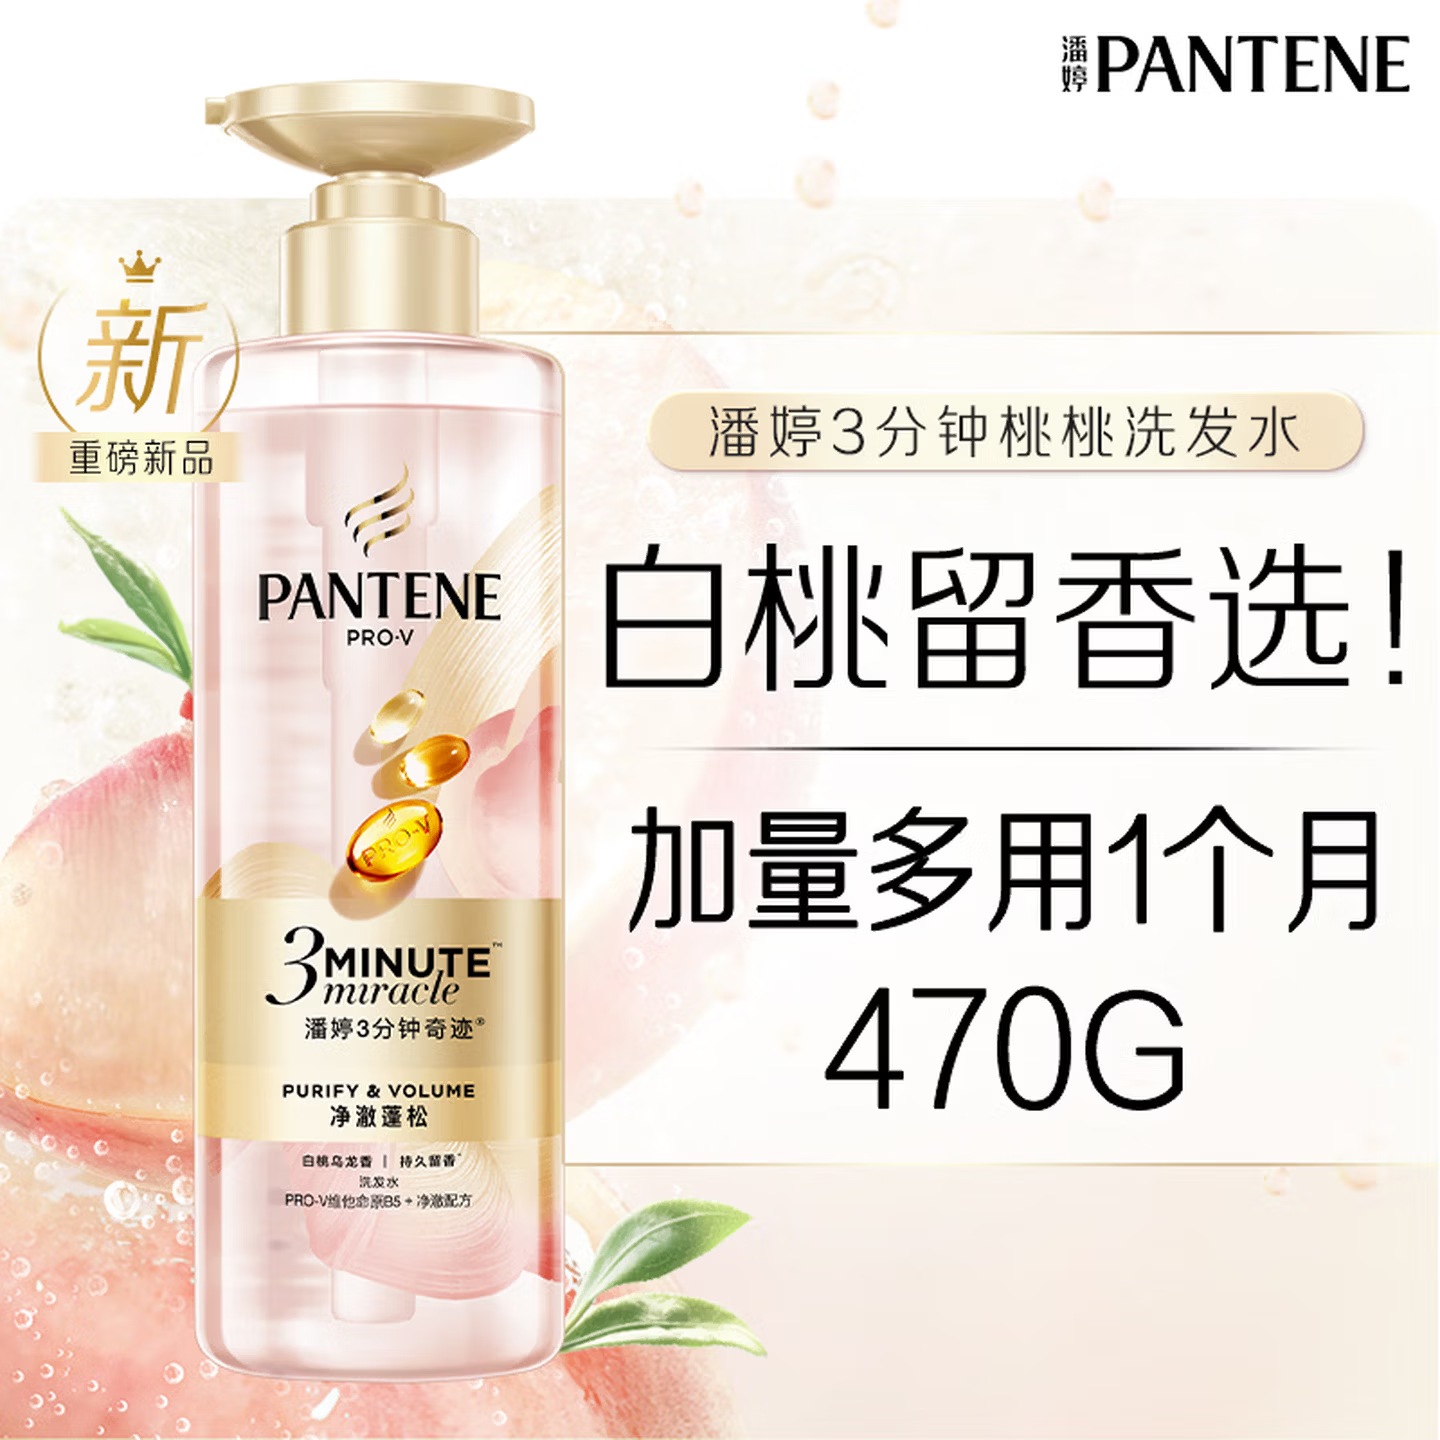 潘婷 PANTENE
新
重磅新品
潘婷3分钟桃桃洗发水
白桃留香选！
加量多用1个月
470G
PANTENE
PRO-V
PRO-V
3 MINUTE™
miracle
潘婷3分钟奇迹®
PURIFY & VOLUME
净澈蓬松
白桃乌龙香 | 持久留香*
洗发水
PRO-V维他命原B5 + 净澈配方